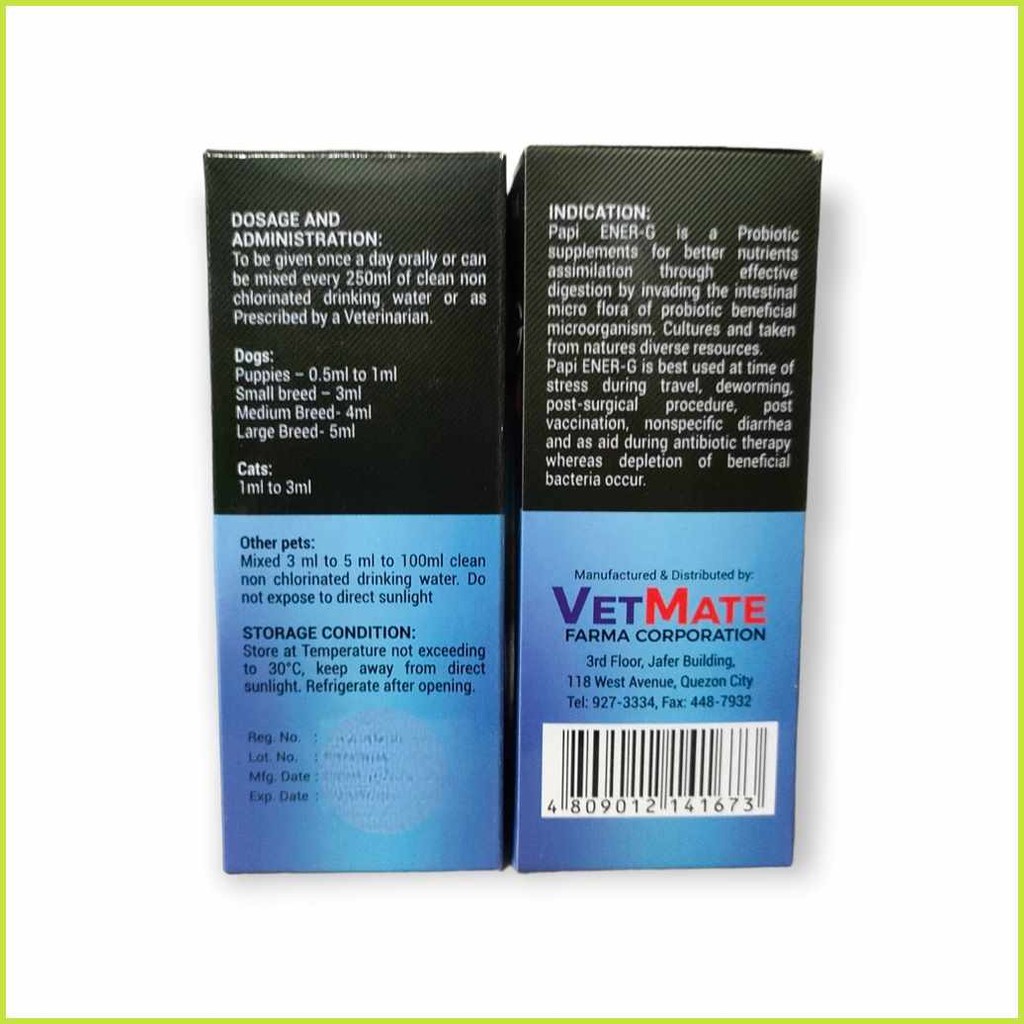 DOSAGE AND
ADMINISTRATION:
To be given once a day orally or can
be mixed every 250ml of clean non
chlorinated drinking water or as
Prescribed by a Veterinarian.
Dogs:
Puppies – 0.5ml to 1ml
Small breed – 3ml
Medium Breed- 4ml
Large Breed- 5ml
Cats:
1ml to 3ml
Other pets:
Mixed 3 ml to 5 ml to 100ml clean
non chlorinated drinking water. Do
not expose to direct sunlight
STORAGE CONDITION:
Store at Temperature not exceeding
to 30°C, keep away from direct
sunlight. Refrigerate after opening.
Reg. No. :
Lot. No. :
Mfg. Date :
Exp. Date :
INDICATION:
Papi ENER-G is a Probiotic
supplements for better nutrients
assimilation through effective
digestion by invading the intestinal
micro flora of probiotic beneficial
microorganism. Cultures and taken
from natures diverse resources.
Papi ENER-G is best used at time of
stress during travel, deworming,
post-surgical procedure, post
vaccination, nonspecific diarrhea
and as aid during antibiotic therapy
whereas depletion of beneficial
bacteria occur.
Manufactured & Distributed by:
VETMATE
FARMA CORPORATION
3rd Floor, Jafer Building,
118 West Avenue, Quezon City
Tel: 927-3334, Fax: 448-7932
4 809012 141673